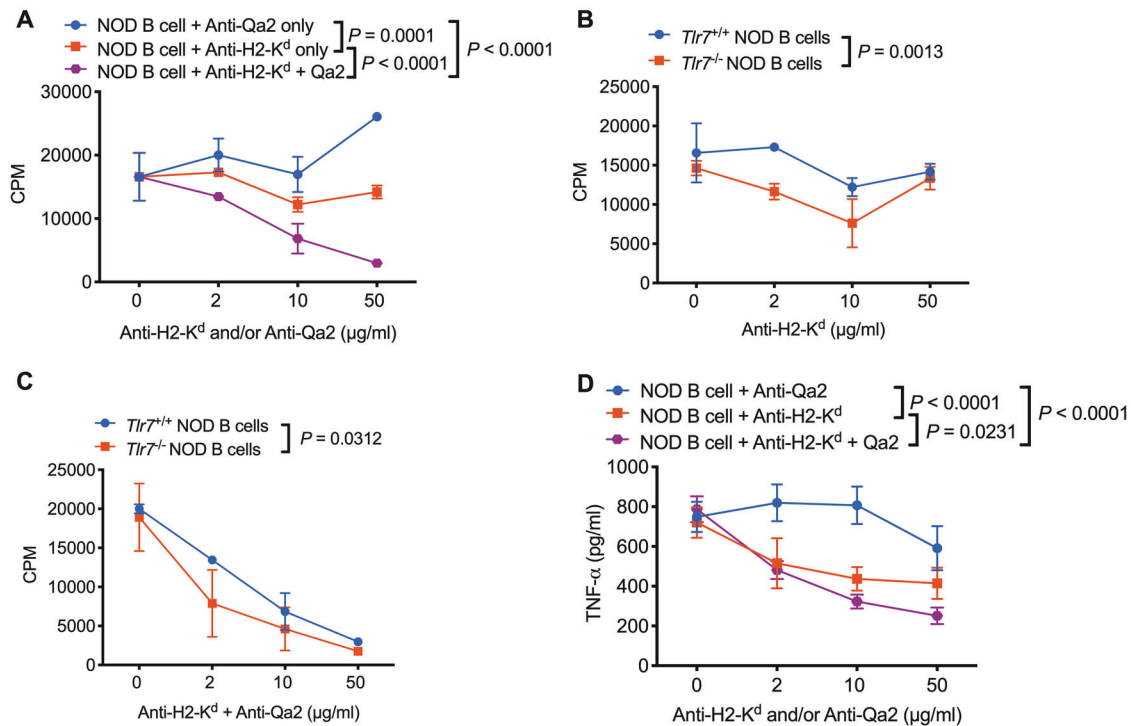 A
NOD B cell + Anti-Qa2 only
NOD B cell + Anti-H2-Kᵈ only
NOD B cell + Anti-H2-Kᵈ + Qa2
P = 0.0001
P < 0.0001
P < 0.0001
30000
20000
10000
0
CPM
0 2 10 50
Anti-H2-Kᵈ and/or Anti-Qa2 (µg/ml)
B
Tlr7⁺/⁺ NOD B cells
Tlr7⁻/⁻ NOD B cells
P = 0.0013
25000
20000
15000
10000
5000
0
CPM
0 2 10 50
Anti-H2-Kᵈ (µg/ml)
C
Tlr7⁺/⁺ NOD B cells
Tlr7⁻/⁻ NOD B cells
P = 0.0312
25000
20000
15000
10000
5000
0
CPM
0 2 10 50
Anti-H2-Kᵈ + Anti-Qa2 (µg/ml)
D
NOD B cell + Anti-Qa2
NOD B cell + Anti-H2-Kᵈ
NOD B cell + Anti-H2-Kᵈ + Qa2
P < 0.0001
P = 0.0231
P < 0.0001
1000
800
600
400
200
0
TNF-α (pg/ml)
0 2 10 50
Anti-H2-Kᵈ and/or Anti-Qa2 (µg/ml)